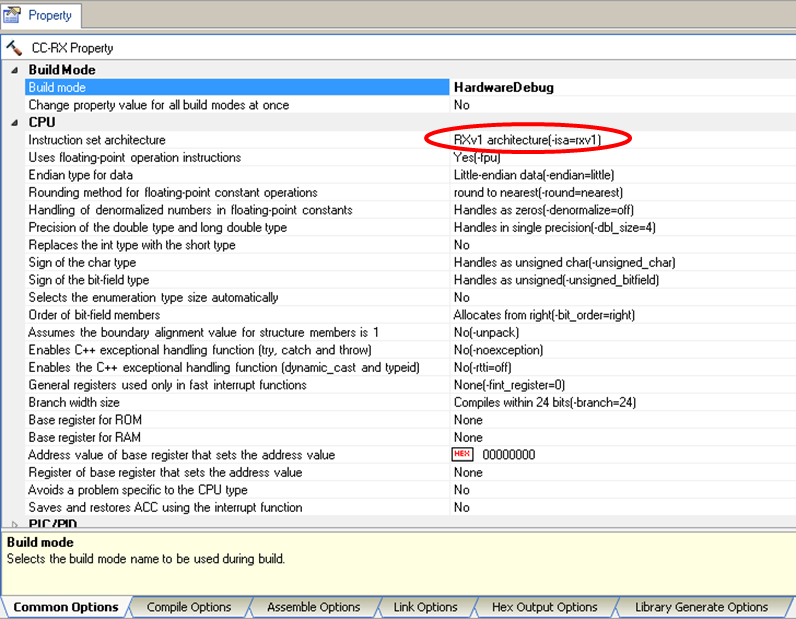 Property
CC-RX Property
Build Mode
Build mode HardwareDebug
Change property value for all build modes at once No
CPU
Instruction set architecture RXv1 architecture(-isa=rxv1)
Uses floating-point operation instructions Yes(-fpu)
Endian type for data Little-endian data(-endian=little)
Rounding method for floating-point constant operations round to nearest(-round=nearest)
Handling of denormalized numbers in floating-point constants Handles as zeros(-denormalize=off)
Precision of the double type and long double type Handles in single precision(-dbl_size=4)
Replaces the int type with the short type No
Sign of the char type Handles as unsigned char(-unsigned_char)
Sign of the bit-field type Handles as unsigned(-unsigned_bitfield)
Selects the enumeration type size automatically No
Order of bit-field members Allocates from right(-bit_order=right)
Assumes the boundary alignment value for structure members is 1 No(-unpack)
Enables C++ exceptional handling function (try, catch and throw) No(-noexception)
Enables the C++ exceptional handling function (dynamic_cast and typeid) No(-rtti=off)
General registers used only in fast interrupt functions None(-fint_register=0)
Branch width size Compiles within 24 bits(-branch=24)
Base register for ROM None
Base register for RAM None
Address value of base register that sets the address value HEX 00000000
Register of base register that sets the address value None
Avoids a problem specific to the CPU type No
Saves and restores ACC using the interrupt function No
PIC/PID
Build mode
Selects the build mode name to be used during build.
Common Options Compile Options Assemble Options Link Options Hex Output Options Library Generate Options